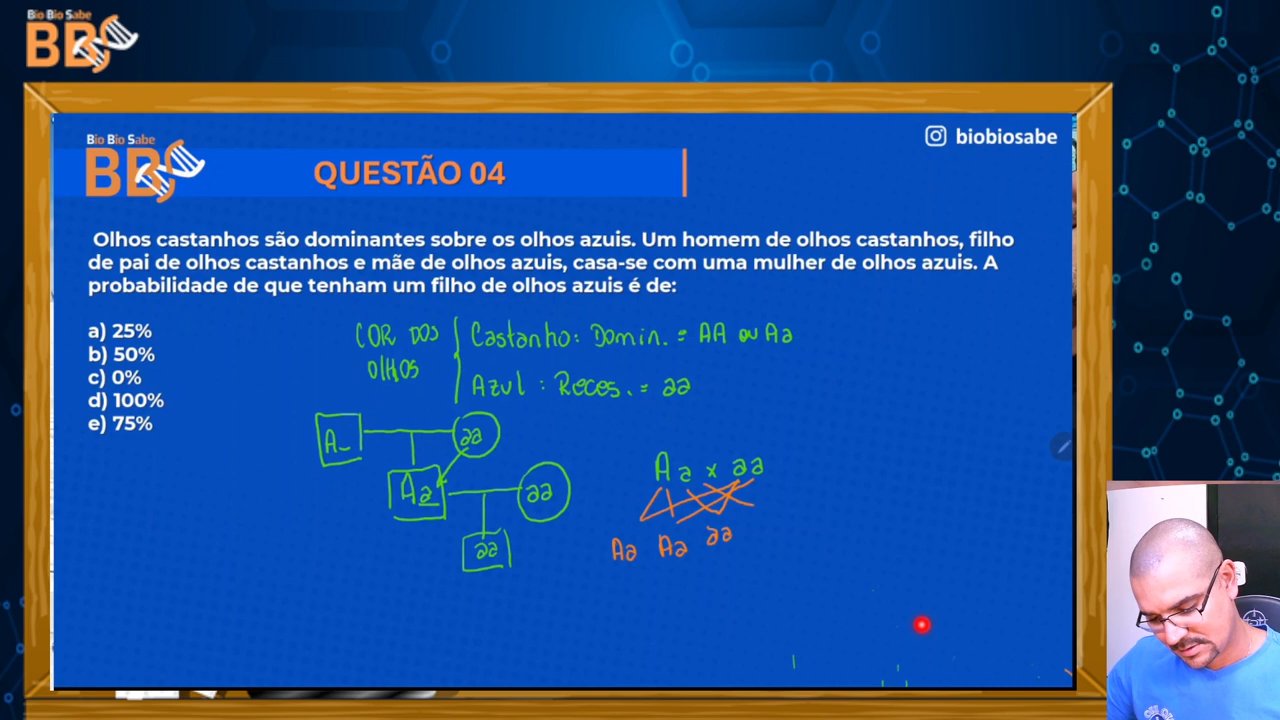 Bio Bio Sabe
BBS
Bio Bio Sabe
BBS
biobiosabe
QUESTÃO 04
Olhos castanhos são dominantes sobre os olhos azuis. Um homem de olhos castanhos, filho
de pai de olhos castanhos e mãe de olhos azuis, casa-se com uma mulher de olhos azuis. A
probabilidade de que tenham um filho de olhos azuis é de:
a) 25%
b) 50%
c) 0%
d) 100%
e) 75%
COR DOS
OLHOS
Castanho: Domin. = AA ou Aa
Azul : Reces. = aa
A_ aa
Aa aa
aa
Aa x aa
Aa Aa aa